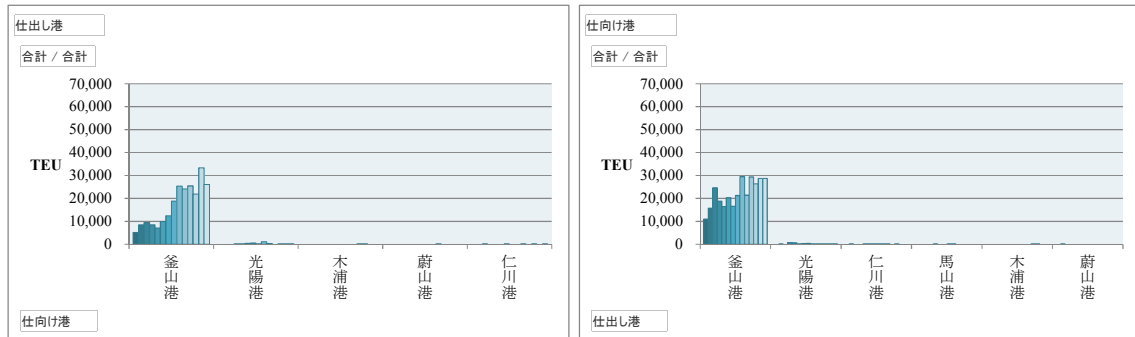 仕出し港
合計 / 合計
70,000
60,000
50,000
40,000
TEU
30,000
20,000
10,000
0
釜山港
光陽港
木浦港
蔚山港
仁川港
仕向け港
仕向け港
合計 / 合計
70,000
60,000
50,000
40,000
TEU
30,000
20,000
10,000
0
釜山港
光陽港
仁川港
馬山港
木浦港
蔚山港
仕出し港